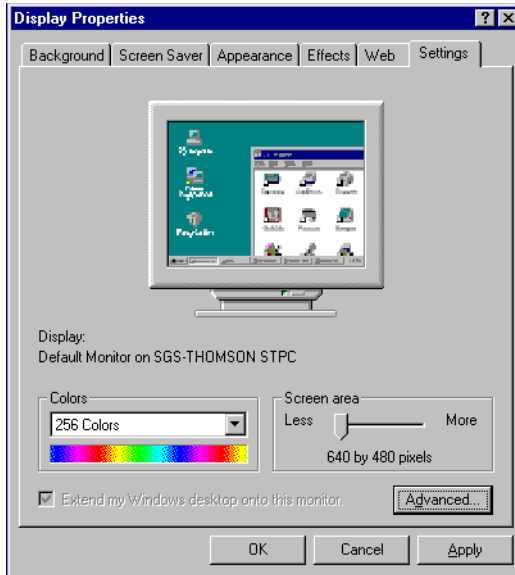 Display Properties
Background Screen Saver Appearance Effects Web Settings
Display:
Default Monitor on SGS-THOMSON STPC
Colors Screen area
256 Colors Less More
640 by 480 pixels
Extend my Windows desktop onto this monitor. Advanced...
OK Cancel Apply